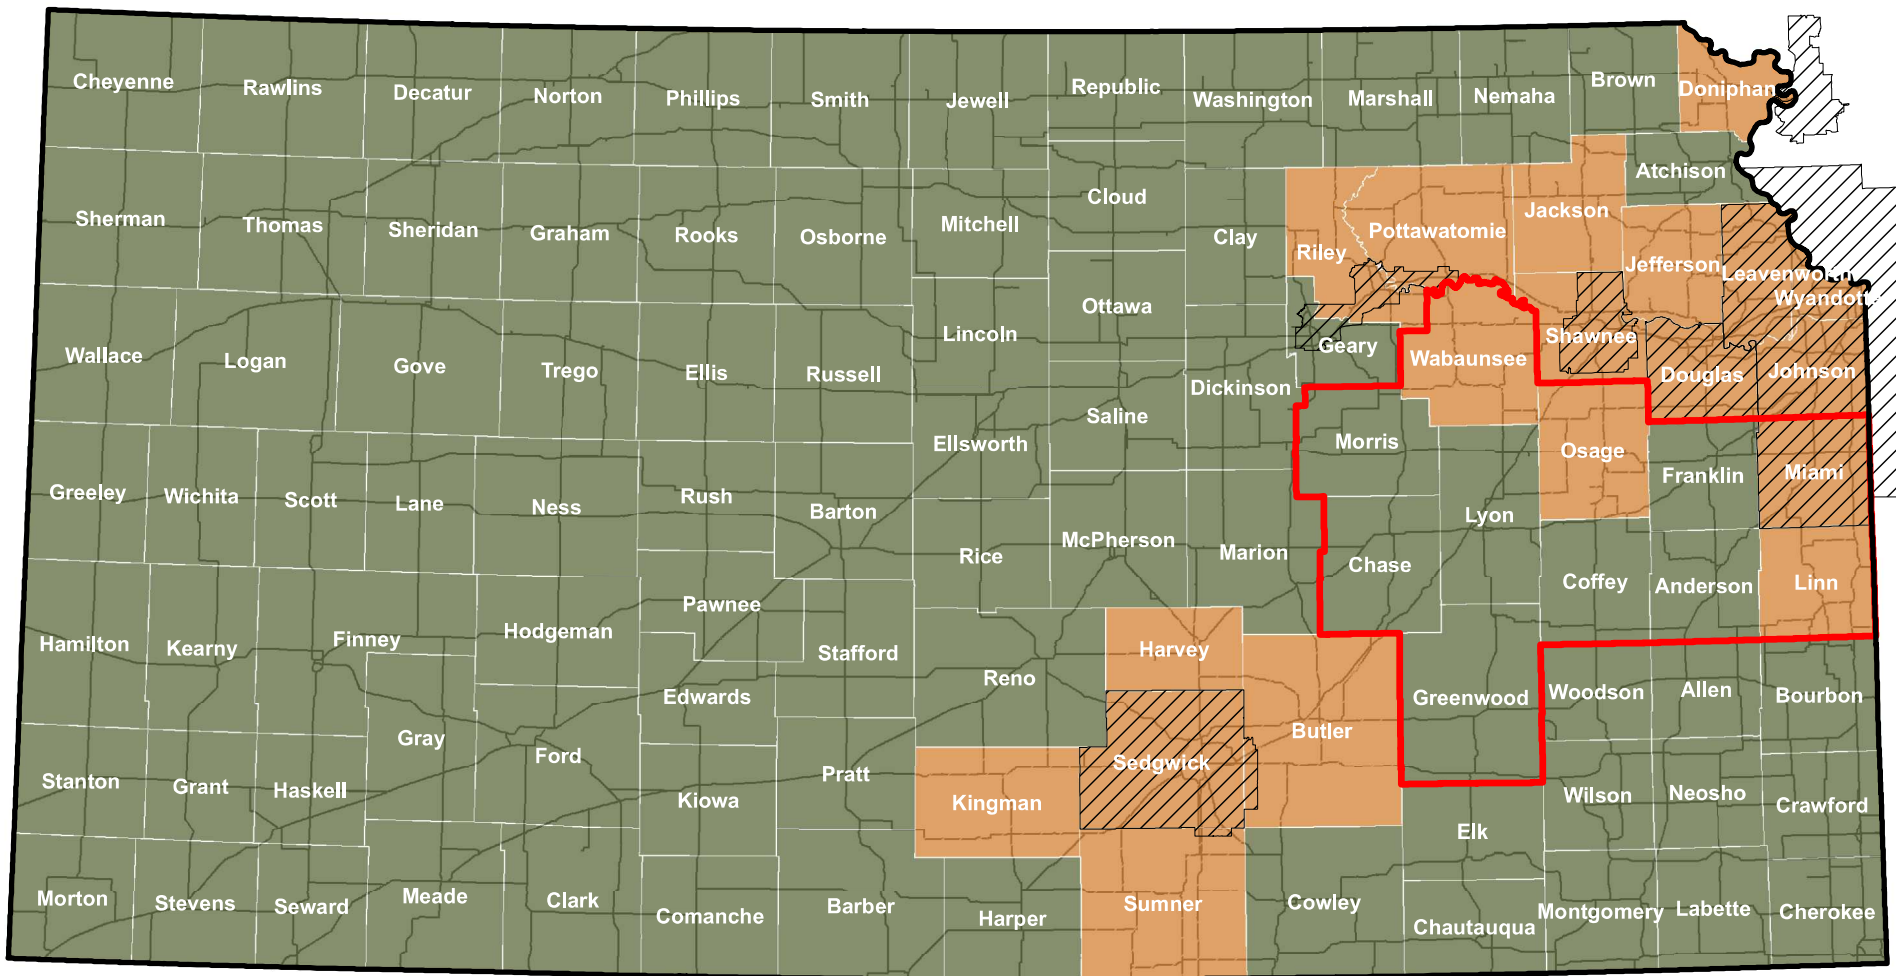 Cheyenne
Rawlins
Decatur
Norton
Phillips
Smith
Jewell
Republic
Washington
Marshall
Nemaha
Brown
Doniphan
Sherman
Thomas
Sheridan
Graham
Rooks
Osborne
Mitchell
Cloud
Clay
Riley
Pottawatomie
Jackson
Atchison
Jefferson
Leavenworth
Wyandotte
Wallace
Logan
Gove
Trego
Ellis
Russell
Lincoln
Ottawa
Saline
Dickinson
Geary
Wabaunsee
Shawnee
Douglas
Johnson
Greeley
Wichita
Scott
Lane
Ness
Rush
Barton
Ellsworth
Rice
McPherson
Marion
Morris
Chase
Lyon
Osage
Franklin
Miami
Coffey
Anderson
Linn
Hamilton
Kearny
Finney
Hodgeman
Pawnee
Stafford
Edwards
Reno
Harvey
Butler
Greenwood
Woodson
Allen
Bourbon
Stanton
Grant
Haskell
Gray
Ford
Kiowa
Pratt
Kingman
Sedgwick
Elk
Wilson
Neosho
Crawford
Morton
Stevens
Seward
Meade
Clark
Comanche
Barber
Harper
Sumner
Cowley
Chautauqua
Montgomery
Labette
Cherokee